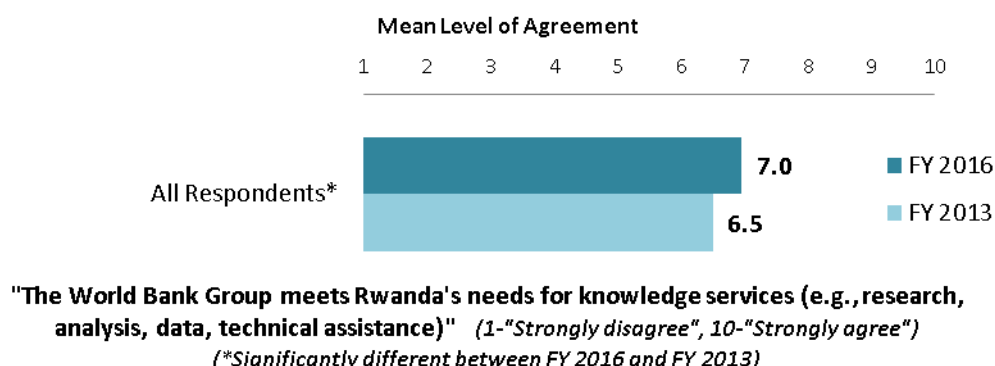 Mean Level of Agreement
1 2 3 4 5 6 7 8 9 10
All Respondents*
7.0
6.5
FY 2016
FY 2013
"The World Bank Group meets Rwanda's needs for knowledge services (e.g., research,
analysis, data, technical assistance)" (1-"Strongly disagree", 10-"Strongly agree")
(*Significantly different between FY 2016 and FY 2013)